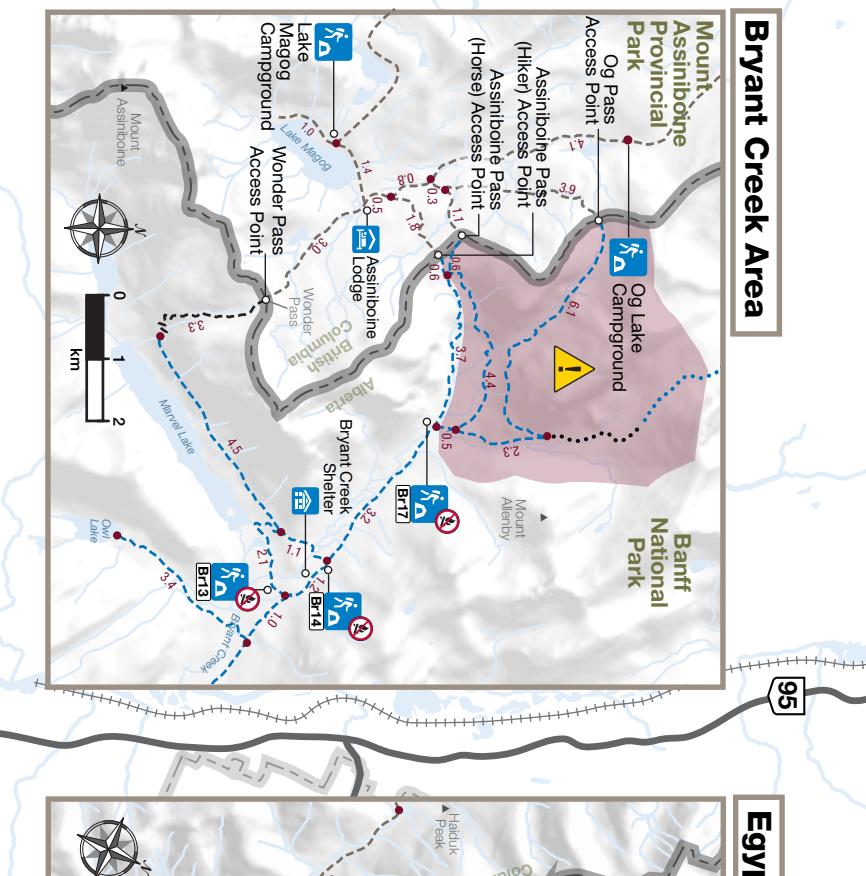 Bryant Creek Area
Mount
Assiniboine
Provincial
Park
Og Pass
Access Point
Assiniboine Pass
(Hiker) Access Point
Assiniboine Pass
(Horse) Access Point
Lake
Magog
Campground
Wonder Pass
Access Point
Og Lake
Campground
Assiniboine
Lodge
Lake Magog
Mount
Assiniboine
Wonder
Pass
British
Columbia
Alberta
Bryant Creek
Shelter
Br17
Br14
Br13
Mount
Allenby
Banff
National
Park
Marvel Lake
Owl
Lake
Bryant Creek
4.7
3.9
0.8
0.3
1.1
1.4
1.0
0.5
1.8
3.0
0.6
0.6
6.1
3.7
4.4
0.5
2.3
3.3
4.5
3.2
1.1
2.1
1.2
1.0
3.4
!
N
0
1
2
km
95
Haiduk
Peak
N